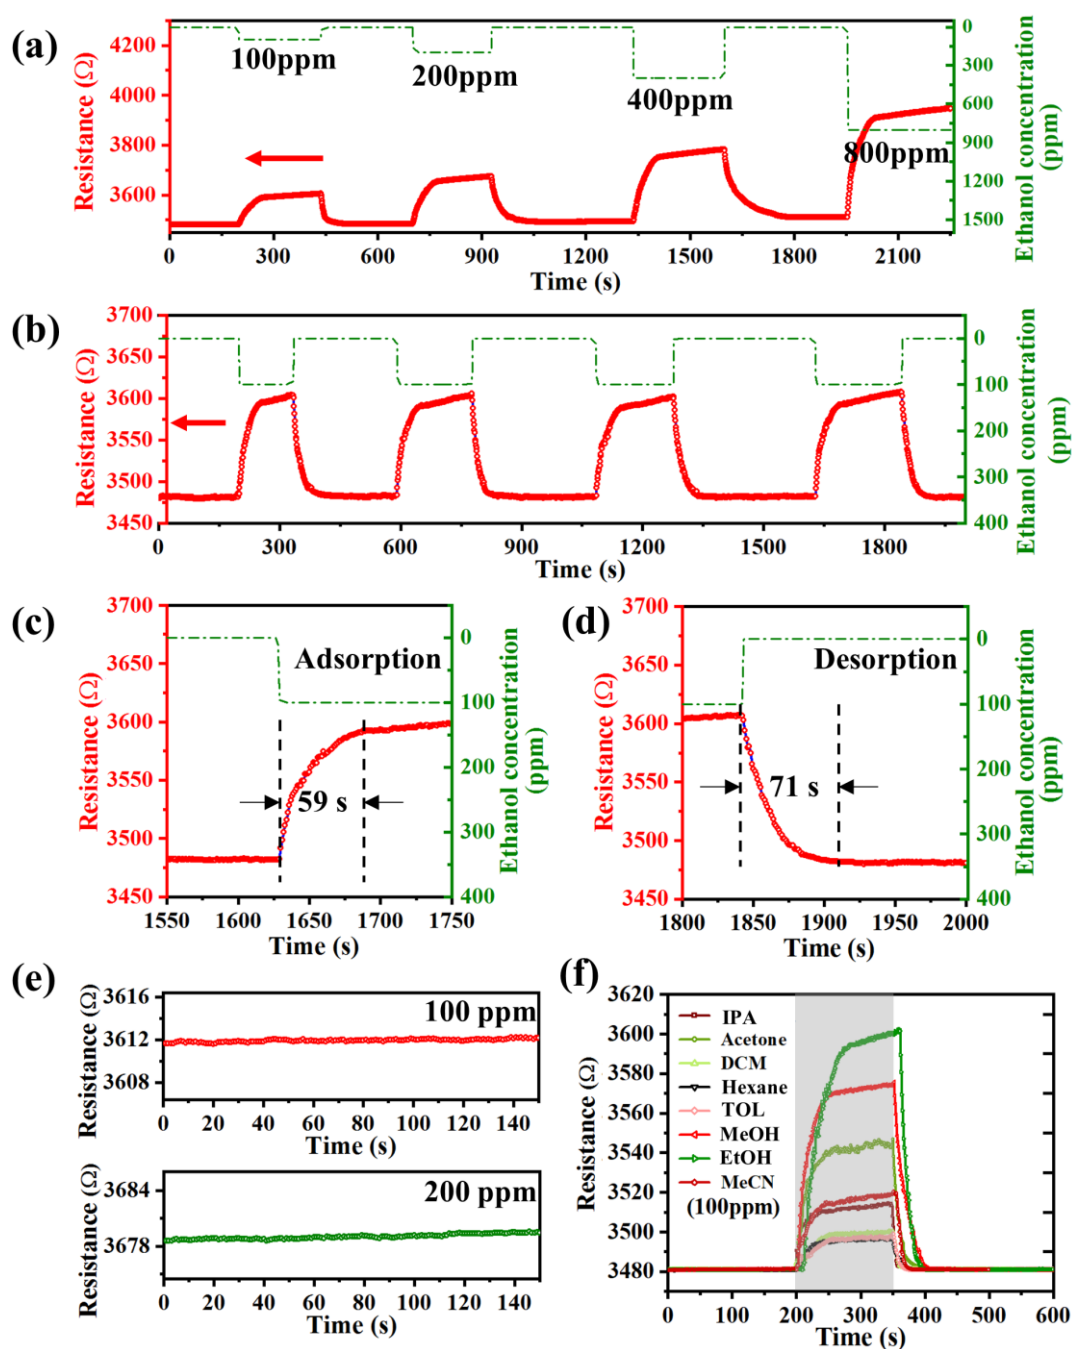 (a)
Resistance (Ω)
4200
4000
3800
3600
100ppm
200ppm
400ppm
800ppm
0
300
600
900
1200
1500
Ethanol concentration
(ppm)
0 300 600 900 1200 1500 1800 2100
Time (s)
(b)
Resistance (Ω)
3700
3650
3600
3550
3500
3450
0
100
200
300
400
Ethanol concentration
(ppm)
0 300 600 900 1200 1500 1800
Time (s)
(c)
Resistance (Ω)
3700
3650
3600
3550
3500
3450
Adsorption
59 s
0
100
200
300
400
Ethanol concentration
(ppm)
1550 1600 1650 1700 1750
Time (s)
(d)
Resistance (Ω)
3700
3650
3600
3550
3500
3450
Desorption
71 s
0
100
200
300
400
Ethanol concentration
(ppm)
1800 1850 1900 1950 2000
Time (s)
(e)
Resistance (Ω)
3616
3612
3608
100 ppm
0 20 40 60 80 100 120 140
Time (s)
Resistance (Ω)
3684
3678
200 ppm
0 20 40 60 80 100 120 140
Time (s)
(f)
Resistance (Ω)
3620
3600
3580
3560
3540
3520
3500
3480
IPA
Acetone
DCM
Hexane
TOL
MeOH
EtOH
MeCN
(100ppm)
0 100 200 300 400 500 600
Time (s)